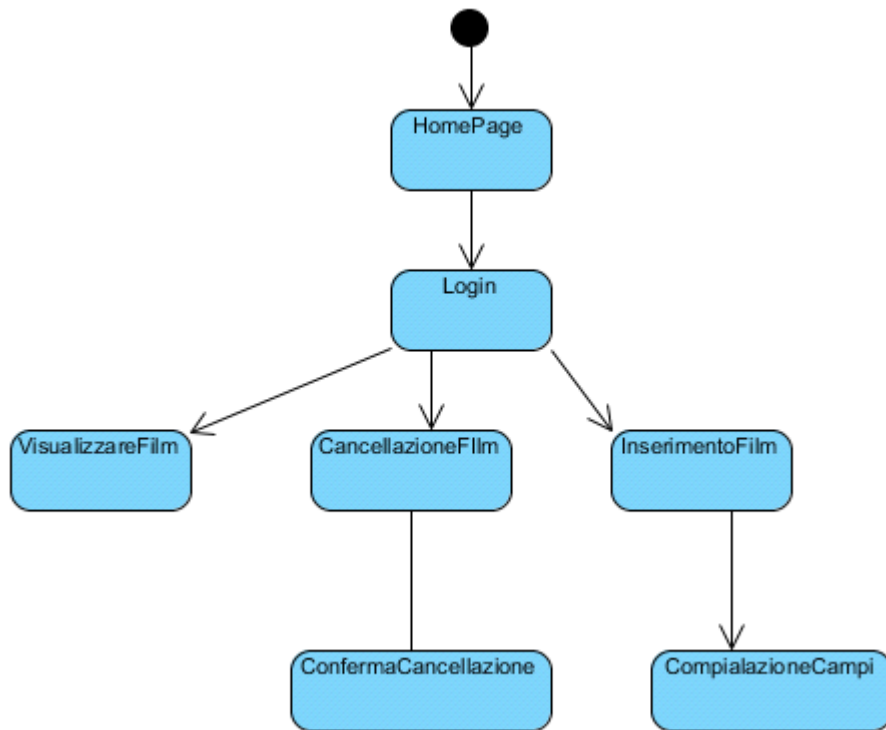 HomePage
Login
VisualizzareFilm
CancellazioneFIlm
InserimentoFilm
ConfermaCancellazione
CompialazioneCampi